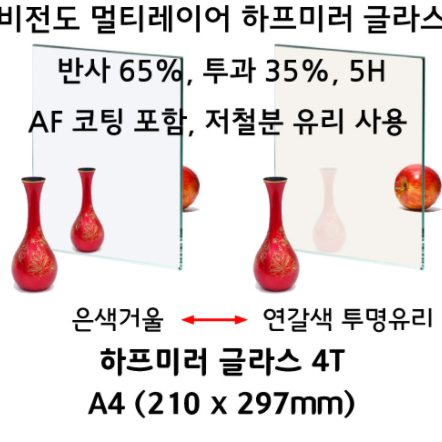 비전도 멀티레이어 하프미러 글라스
반사 65%, 투과 35%, 5H
AF 코팅 포함, 저철분 유리 사용
은색거울 연갈색 투명유리
하프미러 글라스 4T
A4 (210 x 297mm)